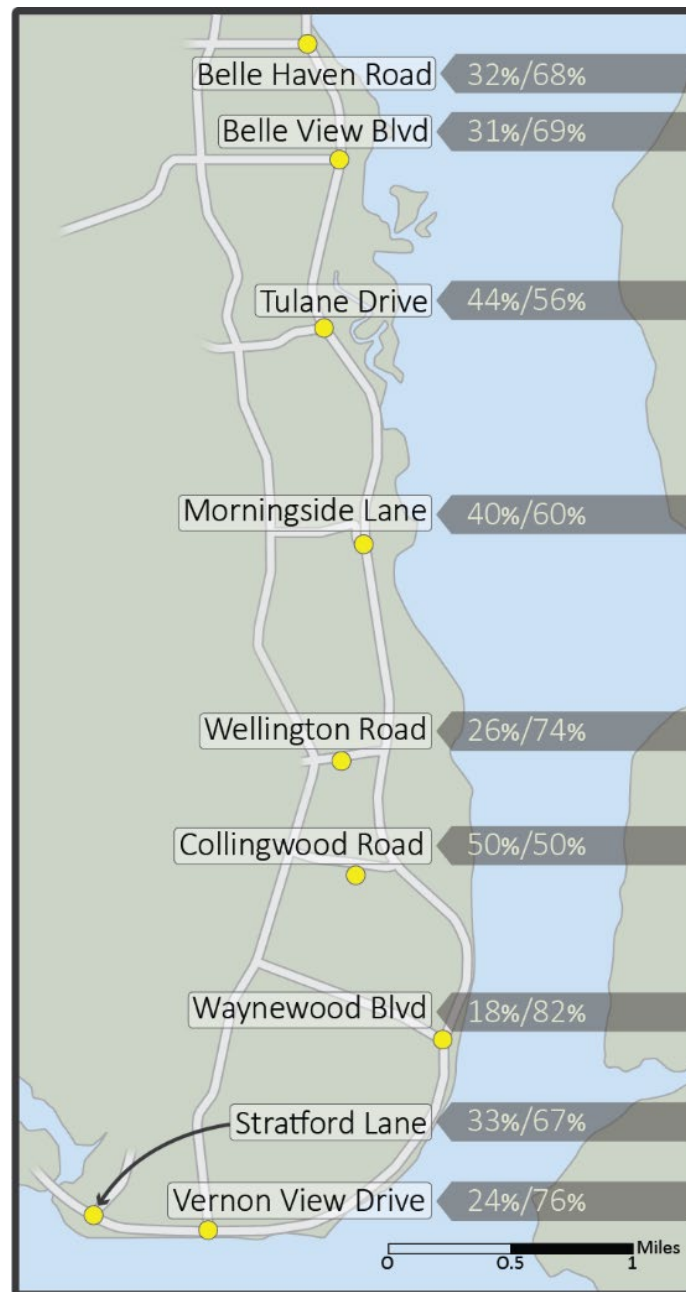 Belle Haven Road 32%/68%
Belle View Blvd 31%/69%
Tulane Drive 44%/56%
Morningside Lane 40%/60%
Wellington Road 26%/74%
Collingwood Road 50%/50%
Waynewood Blvd 18%/82%
Stratford Lane 33%/67%
Vernon View Drive 24%/76%
Miles
0 0.5 1